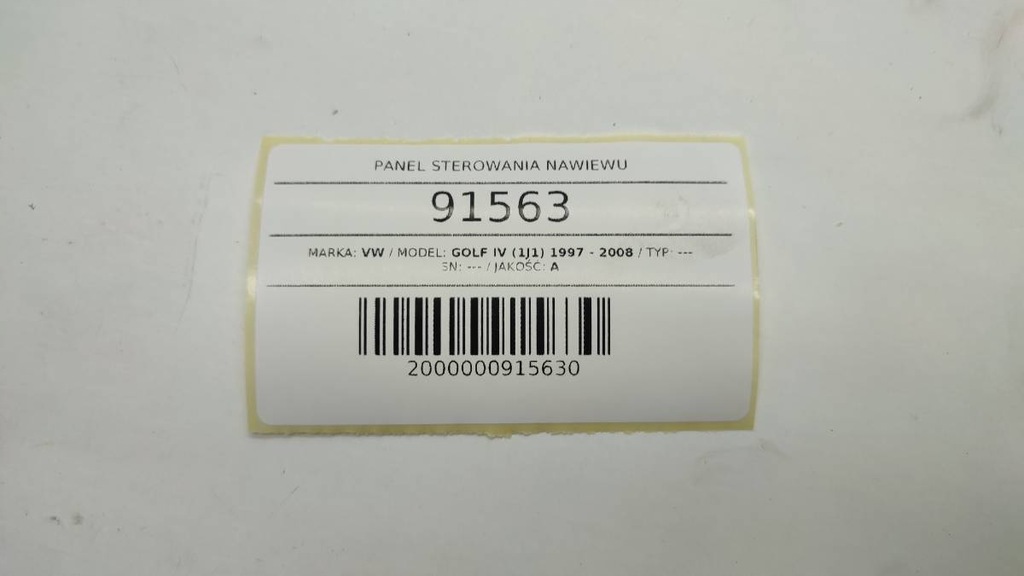 PANEL STEROWANIA NAWIEWU
91563
MARKA: VW / MODEL: GOLF IV (1J1) 1997 - 2008 / TYP: ---
SN: --- / JAKOŚĆ: A
2000000915630